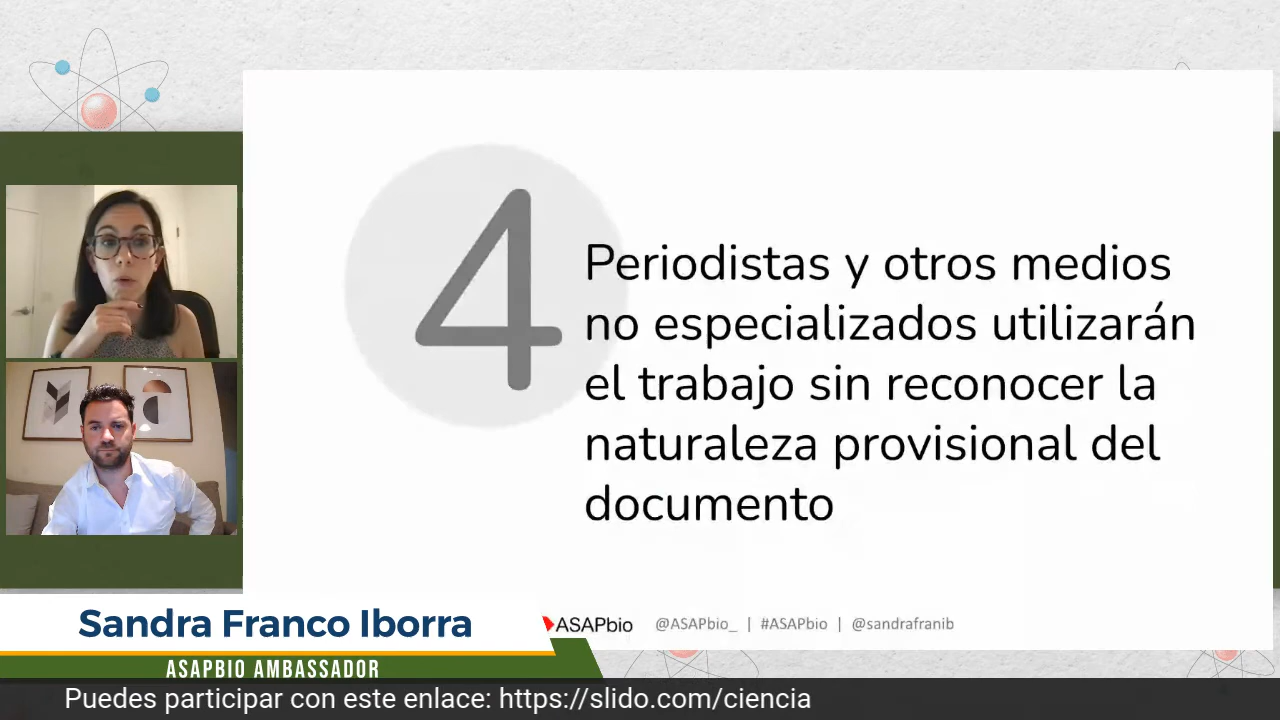 4
Periodistas y otros medios
no especializados utilizarán
el trabajo sin reconocer la
naturaleza provisional del
documento
ASAPbio @ASAPbio_ | #ASAPbio | @sandrafranib
Sandra Franco Iborra
ASAPBIO AMBASSADOR
Puedes participar con este enlace: https://slido.com/ciencia